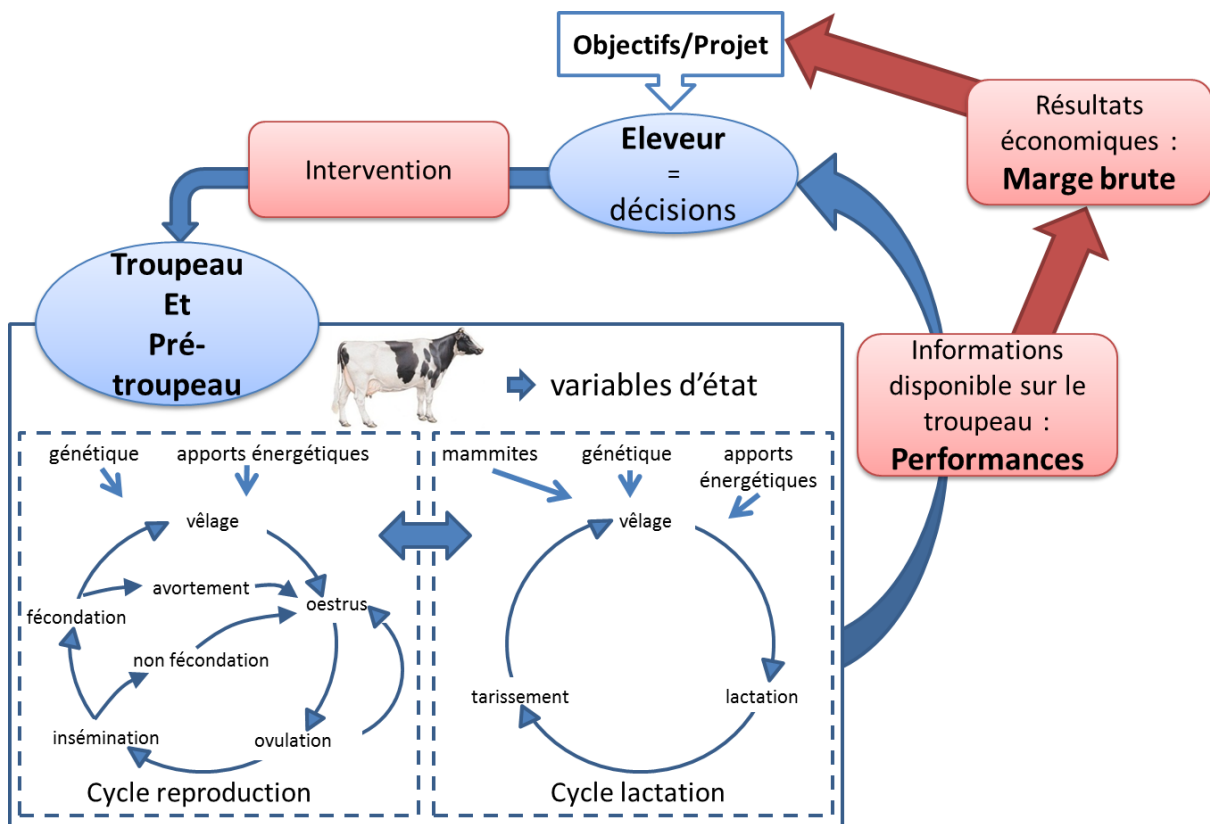 Objectifs/Projet
Résultats
économiques :
Marge brute
Intervention
Eleveur
=
décisions
Troupeau
Et
Pré-
troupeau
variables d'état
Informations
disponible sur le
troupeau :
Performances
génétique
apports énergétiques
vêlage
avortement
oestrus
fécondation
non fécondation
insémination
ovulation
Cycle reproduction
mammites
génétique
apports
énergétiques
vêlage
tarissement
lactation
Cycle lactation